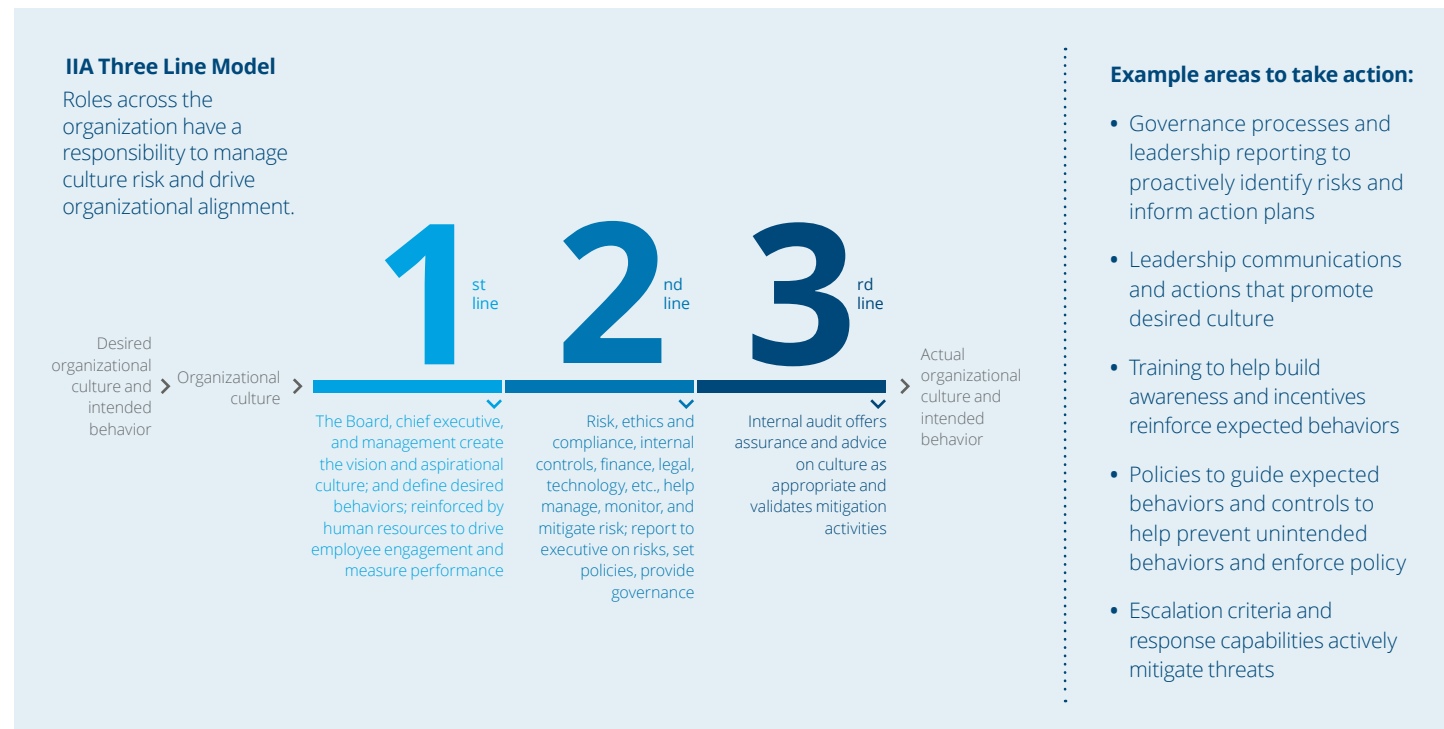 IIA Three Line Model
Roles across the
organization have a
responsibility to manage
culture risk and drive
organizational alignment.
Desired
organizational
culture and
intended
behavior
Organizational
culture
1
st
line
The Board, chief executive,
and management create
the vision and aspirational
culture; and define desired
behaviors; reinforced by
human resources to drive
employee engagement and
measure performance
2
nd
line
Risk, ethics and
compliance, internal
controls, finance, legal,
technology, etc., help
manage, monitor, and
mitigate risk; report to
executive on risks, set
policies, provide
governance
3
rd
line
Internal audit offers
assurance and advice
on culture as
appropriate and
validates mitigation
activities
Actual
organizational
culture and
intended
behavior
Example areas to take action:
• Governance processes and
leadership reporting to
proactively identify risks and
inform action plans
• Leadership communications
and actions that promote
desired culture
• Training to help build
awareness and incentives
reinforce expected behaviors
• Policies to guide expected
behaviors and controls to
help prevent unintended
behaviors and enforce policy
• Escalation criteria and
response capabilities actively
mitigate threats